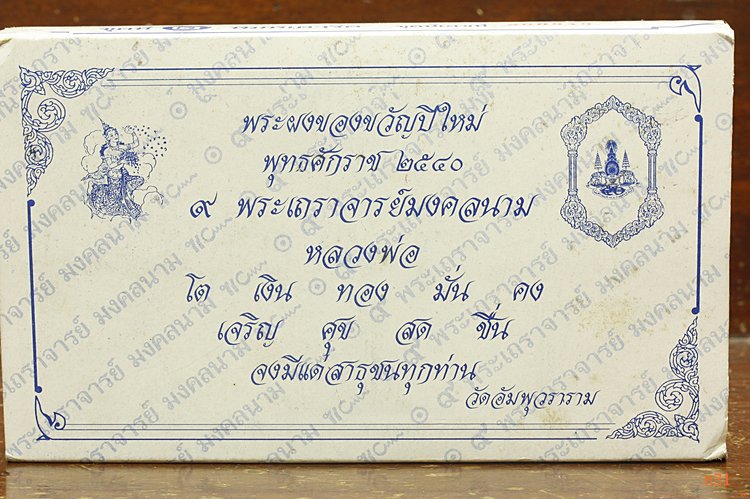 พระผงของขวัญปีใหม่
พุทธศักราช ๒๕๔๐
๙ พระเถราจารย์มงคลนาม
หลวงพ่อ
โต เงิน ทอง มั่น คง
เจริญ ศุข สด ชื่น
จงมีแด่สาธุชนทุกท่าน
วัดอัมพุวราราม